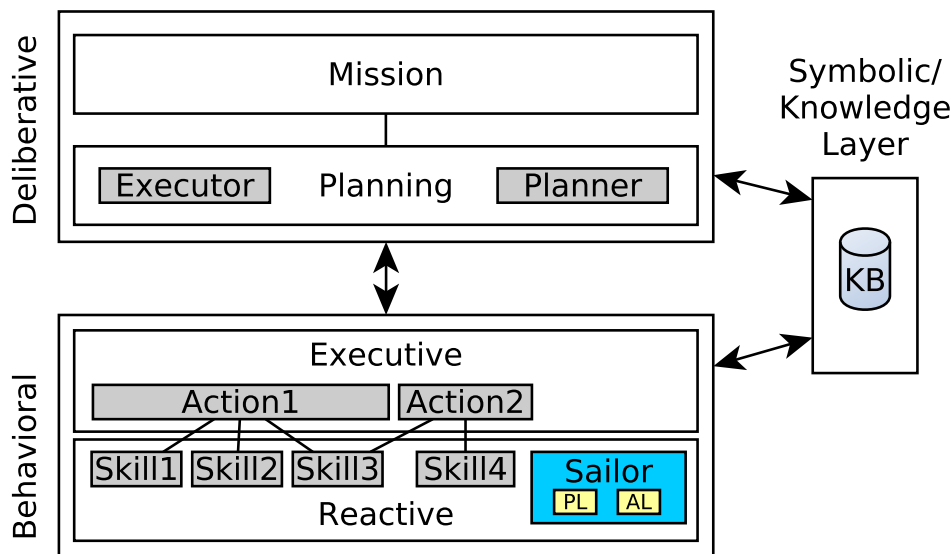 Deliberative
Mission
Executor
Planning
Planner
Symbolic/
Knowledge
Layer
KB
Behavioral
Executive
Action1
Action2
Skill1
Skill2
Skill3
Skill4
Sailor
PL
AL
Reactive